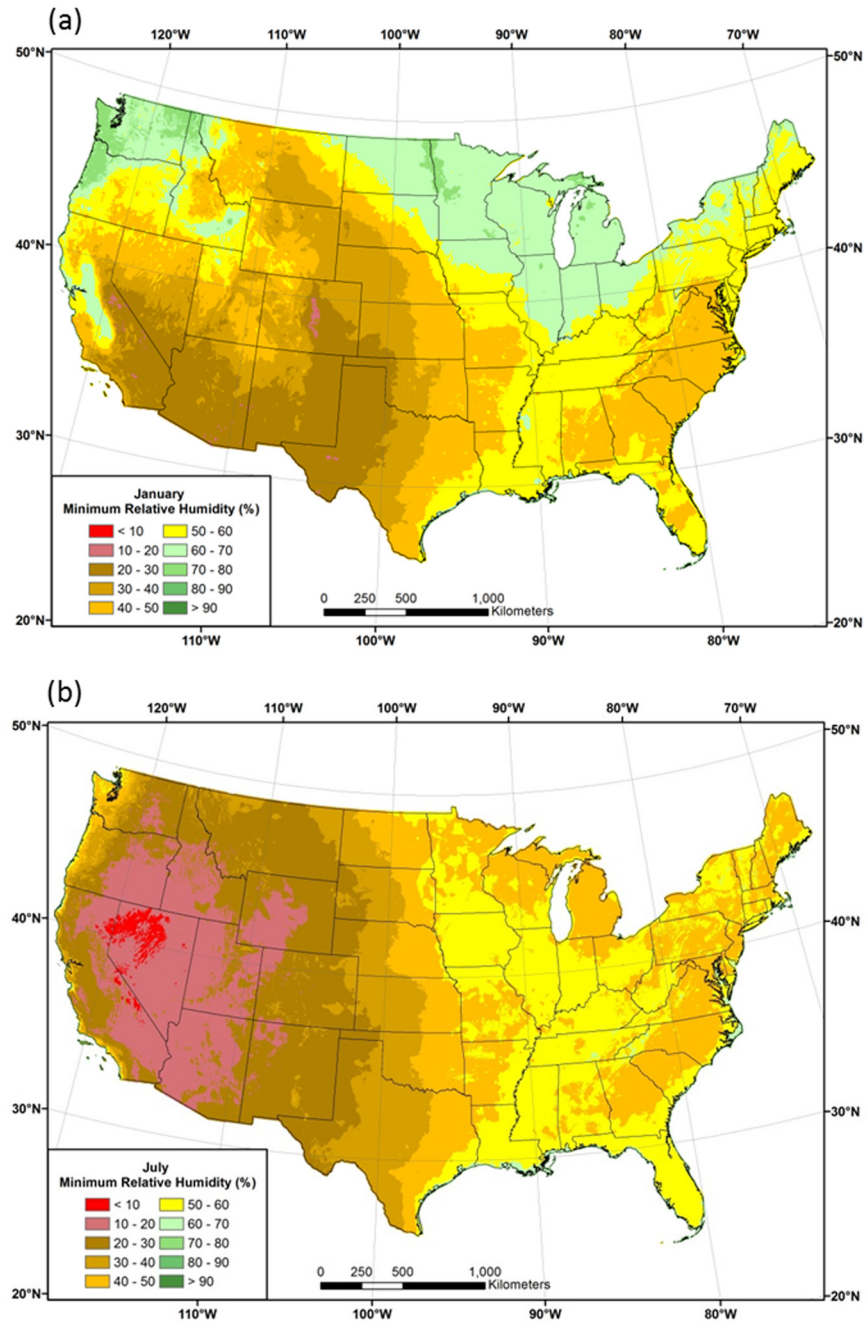 (a)
120°W 110°W 100°W 90°W 80°W 70°W
50°N 50°N
40°N 40°N
30°N 30°N
20°N 20°N
January
Minimum Relative Humidity (%)
< 10 50 - 60
10 - 20 60 - 70
20 - 30 70 - 80
30 - 40 80 - 90
40 - 50 > 90
0 250 500 1,000
Kilometers
110°W 100°W 90°W 80°W
(b)
120°W 110°W 100°W 90°W 80°W 70°W
50°N 50°N
40°N 40°N
30°N 30°N
20°N 20°N
July
Minimum Relative Humidity (%)
< 10 50 - 60
10 - 20 60 - 70
20 - 30 70 - 80
30 - 40 80 - 90
40 - 50 > 90
0 250 500 1,000
Kilometers
110°W 100°W 90°W 80°W